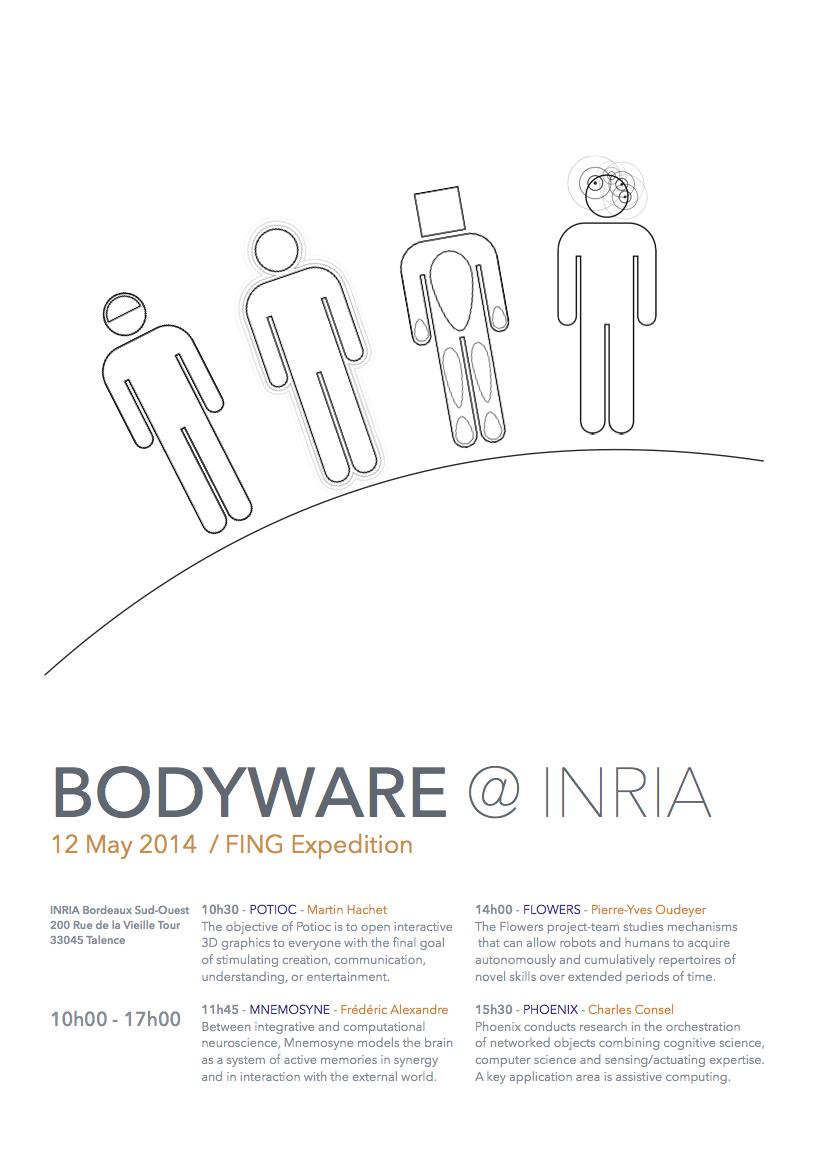 BODYWARE @ INRIA
12 May 2014 / FING Expedition
INRIA Bordeaux Sud-Ouest
200 Rue de la Vieille Tour
33045 Talence
10h00 - 17h00
10h30 - POTIOC - Martin Hachet
The objective of Potioc is to open interactive
3D graphics to everyone with the final goal
of stimulating creation, communication,
understanding, or entertainment.
11h45 - MNEMOSYNE - Frédéric Alexandre
Between integrative and computational
neuroscience, Mnemosyne models the brain
as a system of active memories in synergy
and in interaction with the external world.
14h00 - FLOWERS - Pierre-Yves Oudeyer
The Flowers project-team studies mechanisms
that can allow robots and humans to acquire
autonomously and cumulatively repertoires of
novel skills over extended periods of time.
15h30 - PHOENIX - Charles Consel
Phoenix conducts research in the orchestration
of networked objects combining cognitive science,
computer science and sensing/actuating expertise.
A key application area is assistive computing.